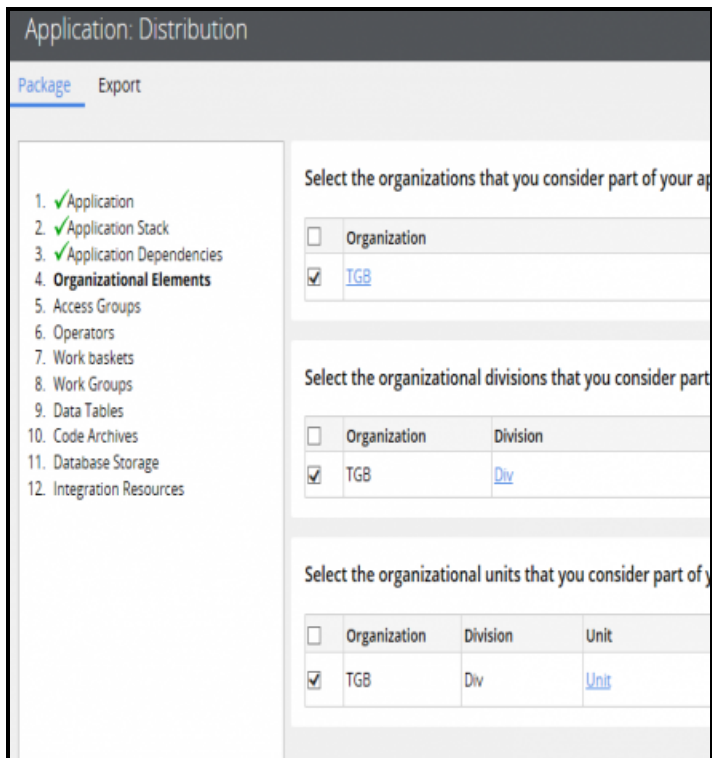 Application: Distribution
Package Export
1. Application
2. Application Stack
3. Application Dependencies
4. Organizational Elements
5. Access Groups
6. Operators
7. Work baskets
8. Work Groups
9. Data Tables
10. Code Archives
11. Database Storage
12. Integration Resources
Select the organizations that you consider part of your
Organization
TGB
Select the organizational divisions that you consider part
Organization Division
TGB Div
Select the organizational units that you consider part of
Organization Division Unit
TGB Div Unit